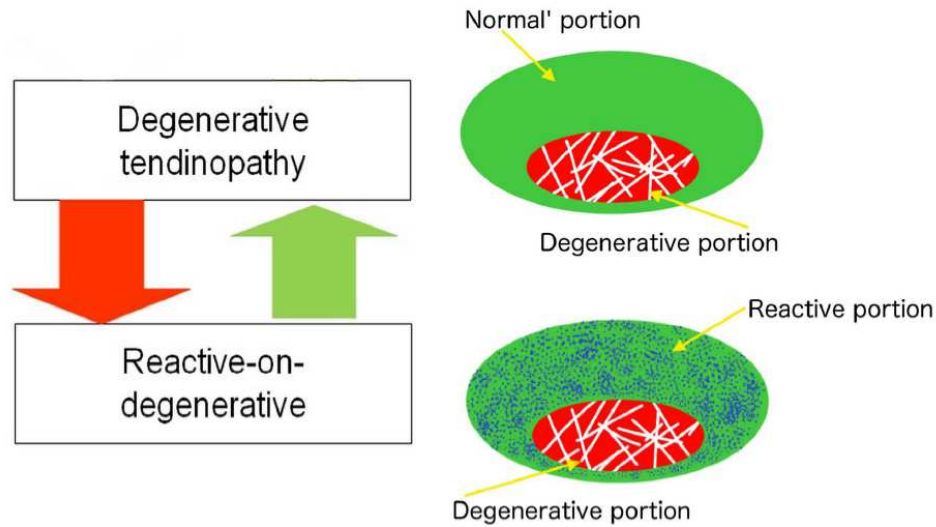 Normal' portion
Degenerative
tendinopathy
Degenerative portion
Reactive portion
Reactive-on-
degenerative
Degenerative portion